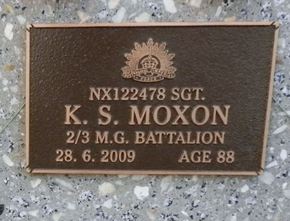 NX122478 SGT.
K. S. MOXON
2/3 M.G. BATTALION
28. 6. 2009 AGE 88